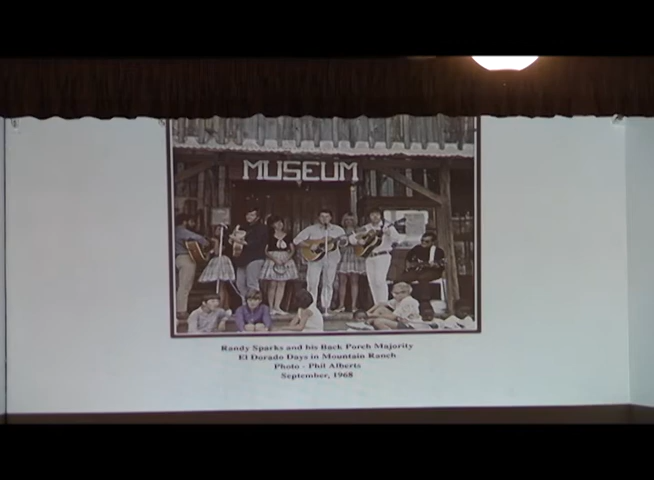 MUSEUM
Randy Sparks and his Back Porch Majority
El Dorado Days in Mountain Ranch
Photo - Phil Alberts
September, 1968